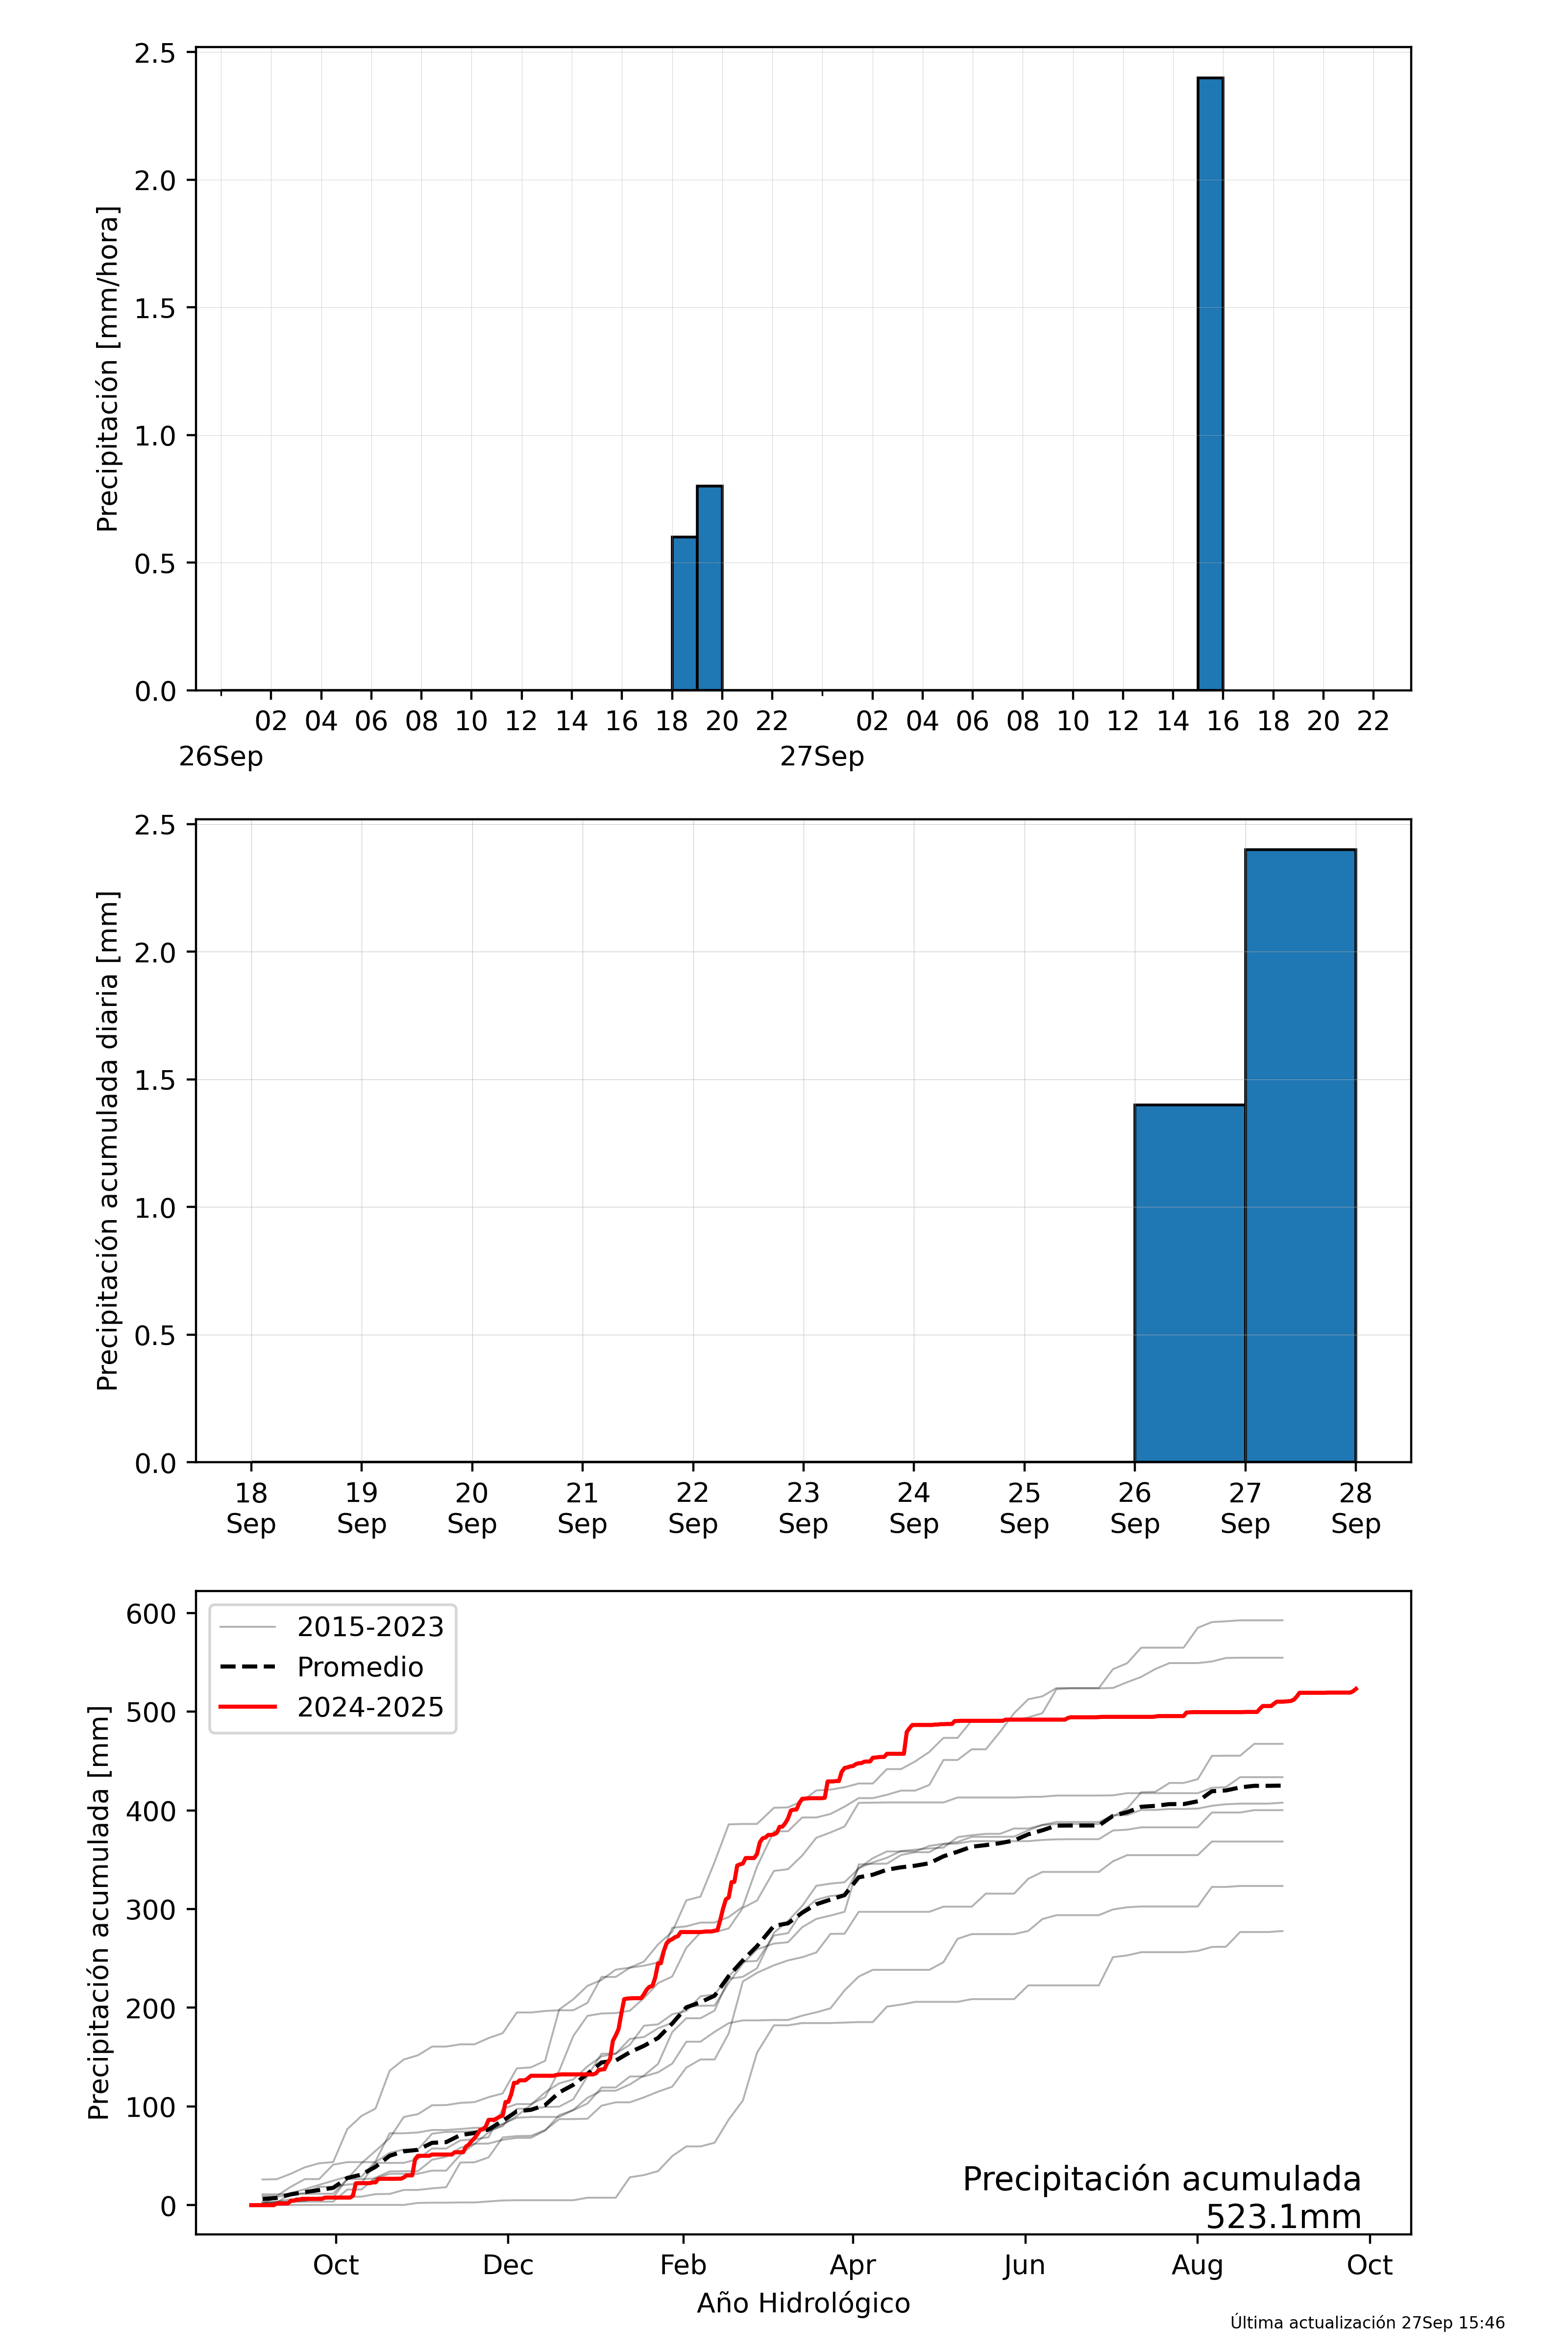 2.5
2.0
1.5
1.0
0.5
0.0
Precipitación [mm/hora]
02 04 06 08 10 12 14 16 18 20 22 02 04 06 08 10 12 14 16 18 20 22
26Sep 27Sep
2.5
2.0
1.5
1.0
0.5
0.0
Precipitación acumulada diaria [mm]
18 19 20 21 22 23 24 25 26 27 28
Sep Sep Sep Sep Sep Sep Sep Sep Sep Sep Sep
600
500
400
300
200
100
0
Precipitación acumulada [mm]
2015-2023
Promedio
2024-2025
Precipitación acumulada
523.1mm
Oct Dec Feb Apr Jun Aug Oct
Año Hidrológico
Última actualización 27Sep 15:46